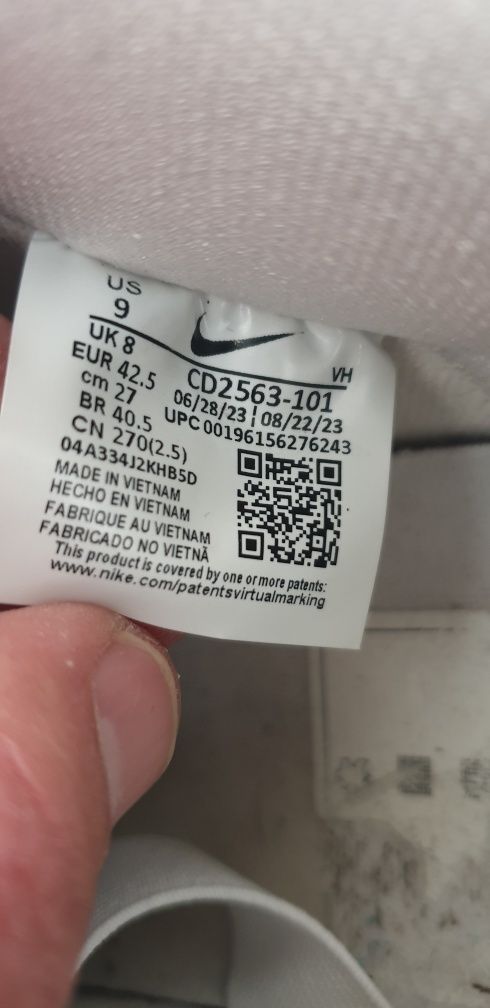 US
9
UK 8
EUR 42.5
cm 27
BR 40.5
CN 270(2.5)
04A334J2KHB5D
VH
CD2563-101
06/28/23 ¦ 08/22/23
UPC 00196156276243
MADE IN VIETNAM
HECHO EN VIETNAM
FABRIQUE AU VIETNAM
FABRICADO NO VIETNÃ
This product is covered by one or more patents:
www.nike.com/patentsvirtualmarking